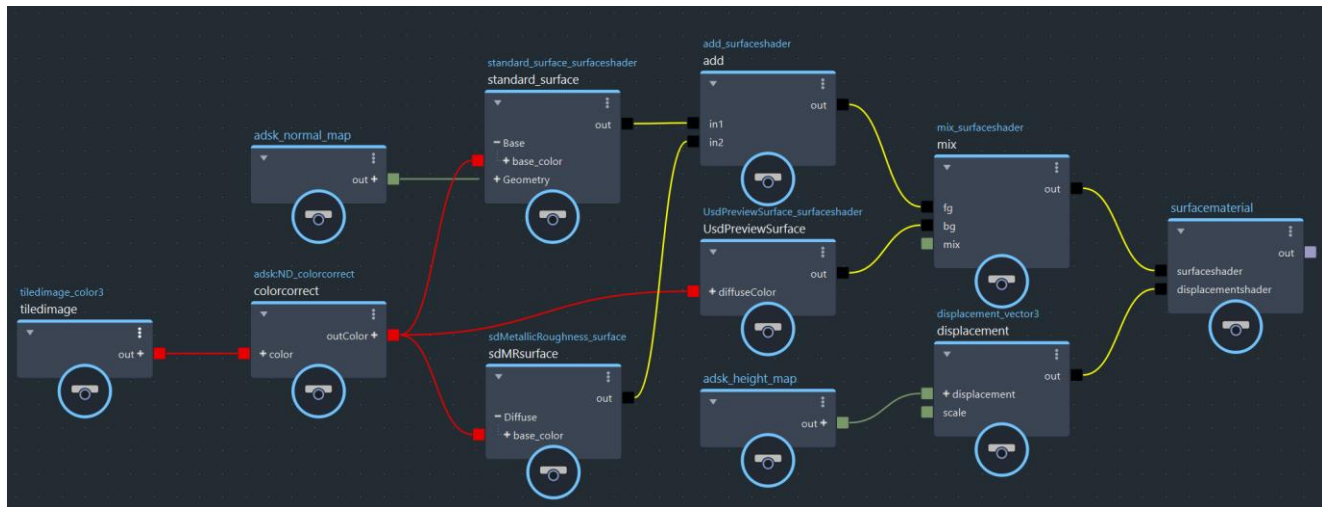 tiledimage_color3
tiledimage
out +
adsk_normal_map
out +
adsk:ND_colorcorrect
colorcorrect
outColor +
+ color
standard_surface_surfaceshader
standard_surface
out
− Base
+ base_color
+ Geometry
sdMetallicRoughness_surface
sdMRsurface
out
− Diffuse
+ base_color
add_surfaceshader
add
out
in1
in2
UsdPreviewSurface_surfaceshader
UsdPreviewSurface
out
+ diffuseColor
adsk_height_map
out +
mix_surfaceshader
mix
out
fg
bg
mix
displacement_vector3
displacement
out
+ displacement
scale
surfacematerial
out
surfaceshader
displacementshader